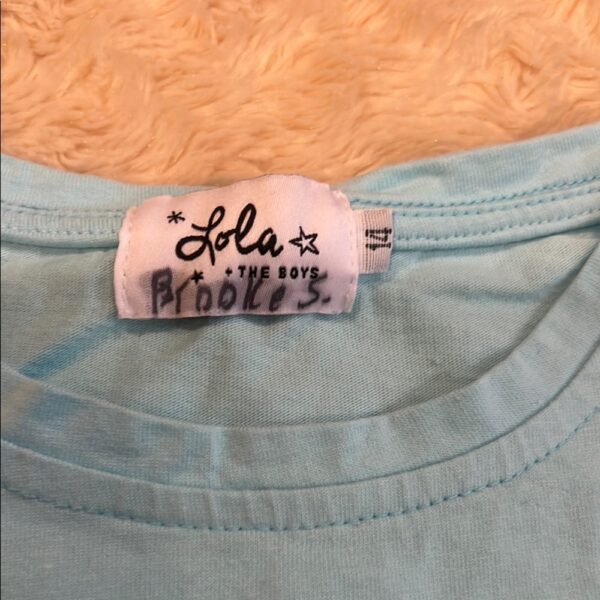 Lola
+ THE BOYS
Brooke S.
14